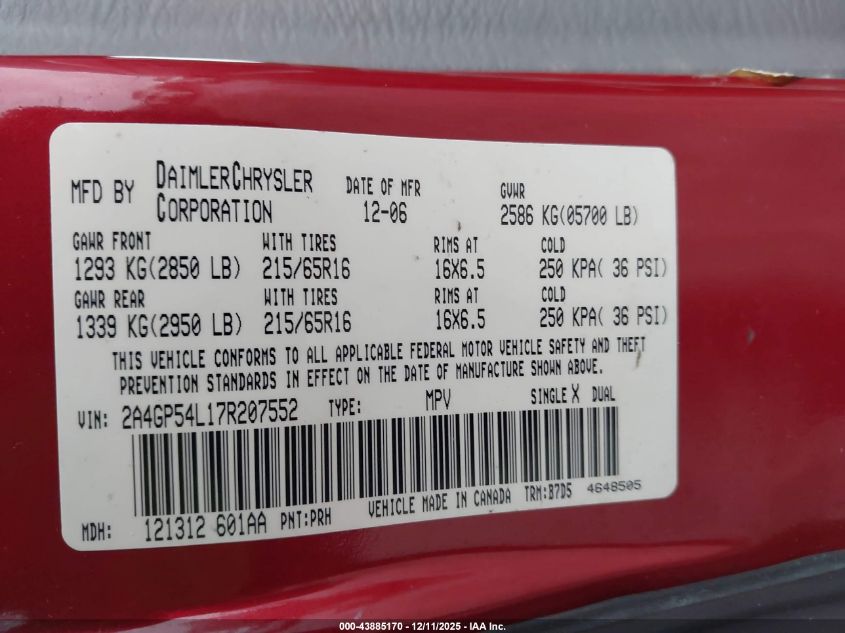 MFD BY DAIMLERCHRYSLER CORPORATION DATE OF MFR 12-06 GVWR 2586 KG(05700 LB)
GAWR FRONT WITH TIRES RIMS AT COLD
1293 KG(2850 LB) 215/65R16 16X6.5 250 KPA( 36 PSI)
GAWR REAR WITH TIRES RIMS AT COLD
1339 KG(2950 LB) 215/65R16 16X6.5 250 KPA( 36 PSI)
THIS VEHICLE CONFORMS TO ALL APPLICABLE FEDERAL MOTOR VEHICLE SAFETY AND THEFT
PREVENTION STANDARDS IN EFFECT ON THE DATE OF MANUFACTURE SHOWN ABOVE.
VIN: 2A4GP54L17R207552 TYPE: MPV SINGLE X DUAL
MDH: 121312 601AA PNT:PRH VEHICLE MADE IN CANADA TRM:B7D5 4648505
000-43885170 - 12/11/2025 - IAA Inc.